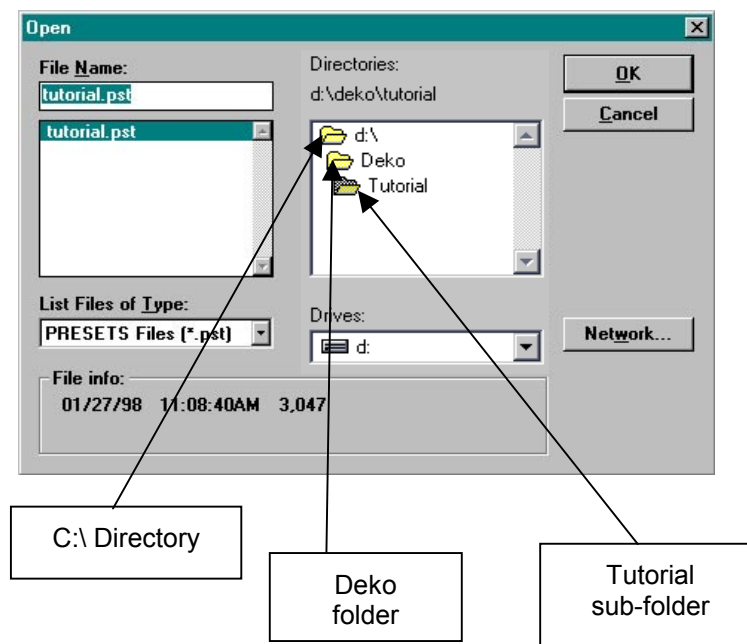 Open
File Name:
tutorial.pst
tutorial.pst
List Files of Type:
PRESETS Files (*.pst)
Directories:
d:\deko\tutorial
d:\
Deko
Tutorial
Drives:
d:
OK
Cancel
Network...
File info:
01/27/98 11:08:40AM 3,047
C:\ Directory
Deko
folder
Tutorial
sub-folder